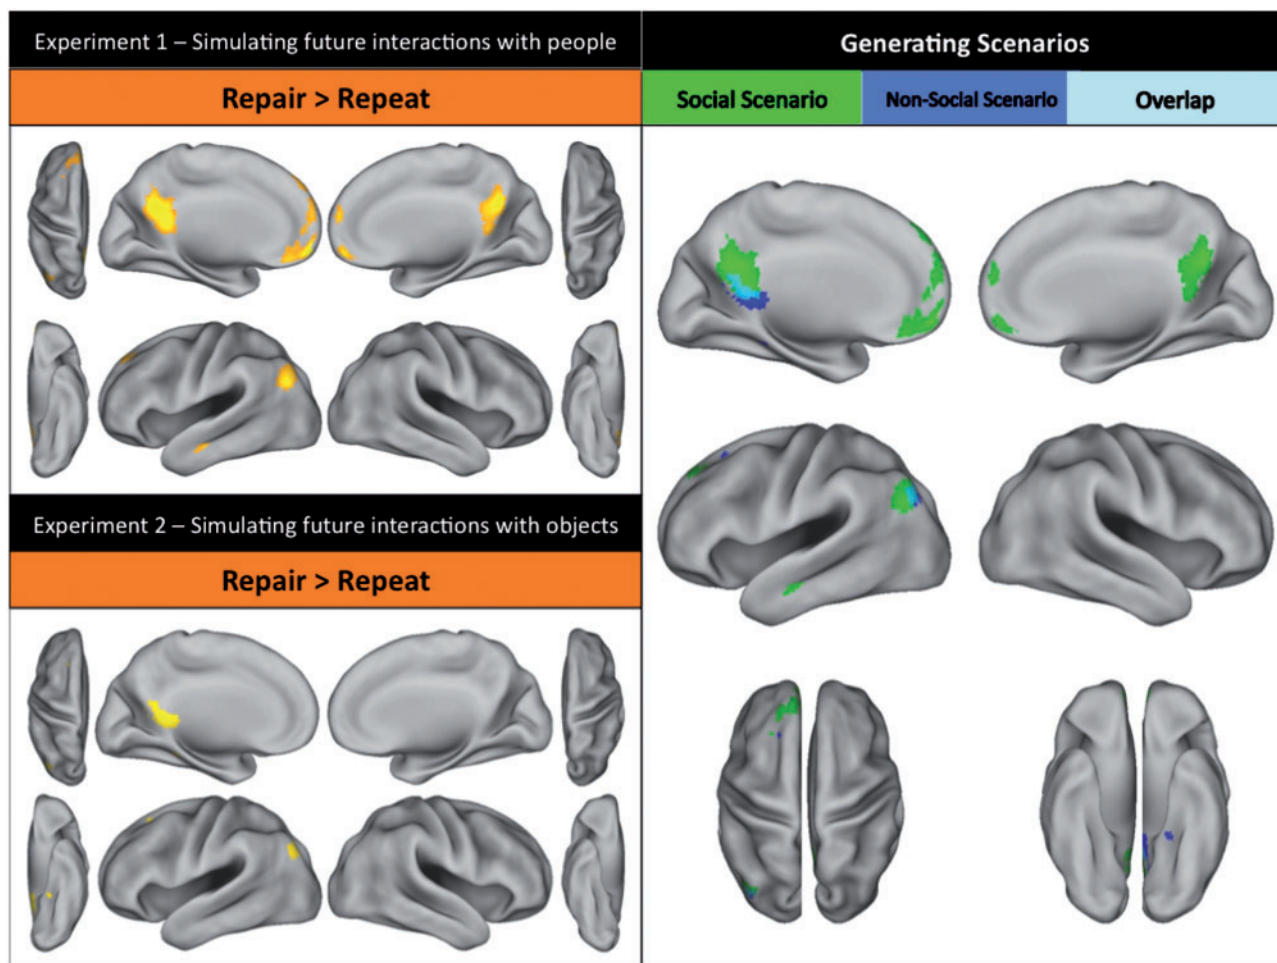 Experiment 1 – Simulating future interactions with people
Repair > Repeat
Experiment 2 – Simulating future interactions with objects
Repair > Repeat
Generating Scenarios
Social Scenario
Non-Social Scenario
Overlap